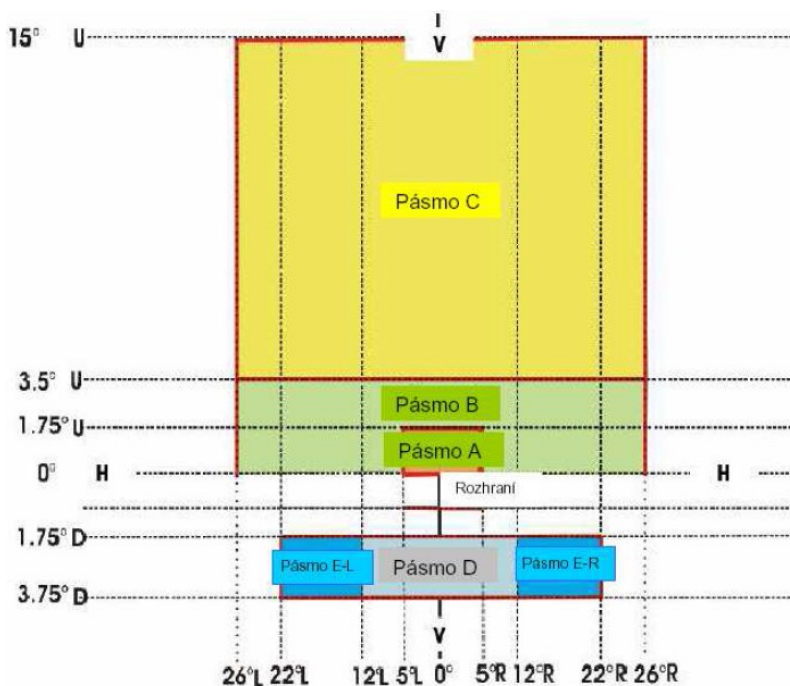 15° U
I
V
Pásmo C
3.5° U
Pásmo B
1.75° U
Pásmo A
0° H H
Rozhraní
1.75° D
Pásmo E-L Pásmo D Pásmo E-R
3.75° D
V
26°L 22°L 12°L 5°L 0° 5°R 12°R 22°R 26°R